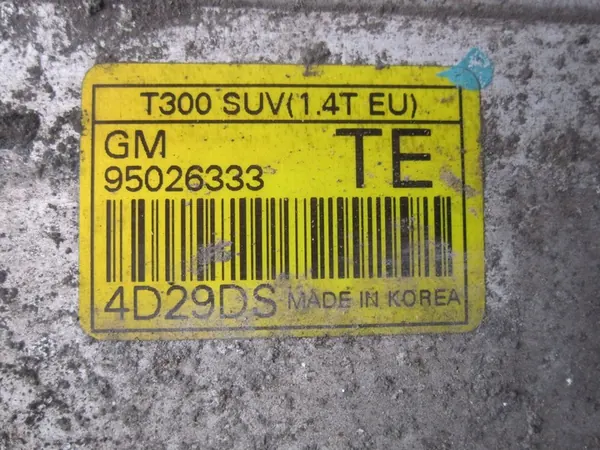 T300 SUV(1.4T EU)
GM TE
95026333
4D29DS MADE IN KOREA